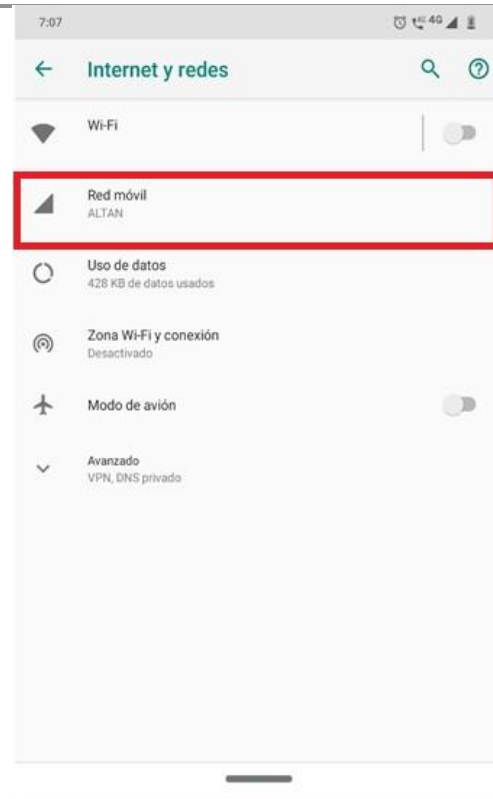 7:07
4G
Internet y redes
Wi-Fi
Red móvil
ALTAN
Uso de datos
428 KB de datos usados
Zona Wi-Fi y conexión
Desactivado
Modo de avión
Avanzado
VPN, DNS privado